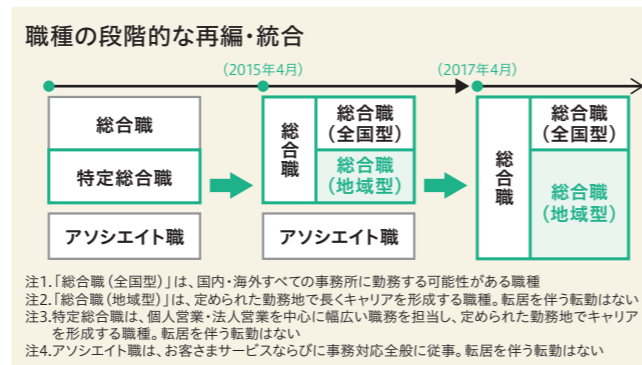 職種の段階的な再編・統合
（2015年4月）
（2017年4月）
総合職
特定総合職
アソシエイト職
総合職
総合職
（全国型）
総合職
（地域型）
アソシエイト職
総合職
総合職
（全国型）
総合職
（地域型）
注1.「総合職（全国型）」は、国内・海外すべての事務所に勤務する可能性がある職種
注2.「総合職（地域型）」は、定められた勤務地で長くキャリアを形成する職種。転居を伴う転勤はない
注3.特定総合職は、個人営業・法人営業を中心に幅広い職務を担当し、定められた勤務地でキャリア
を形成する職種。転居を伴う転勤はない
注4.アソシエイト職は、お客さまサービスならびに事務対応全般に従事。転居を伴う転勤はない